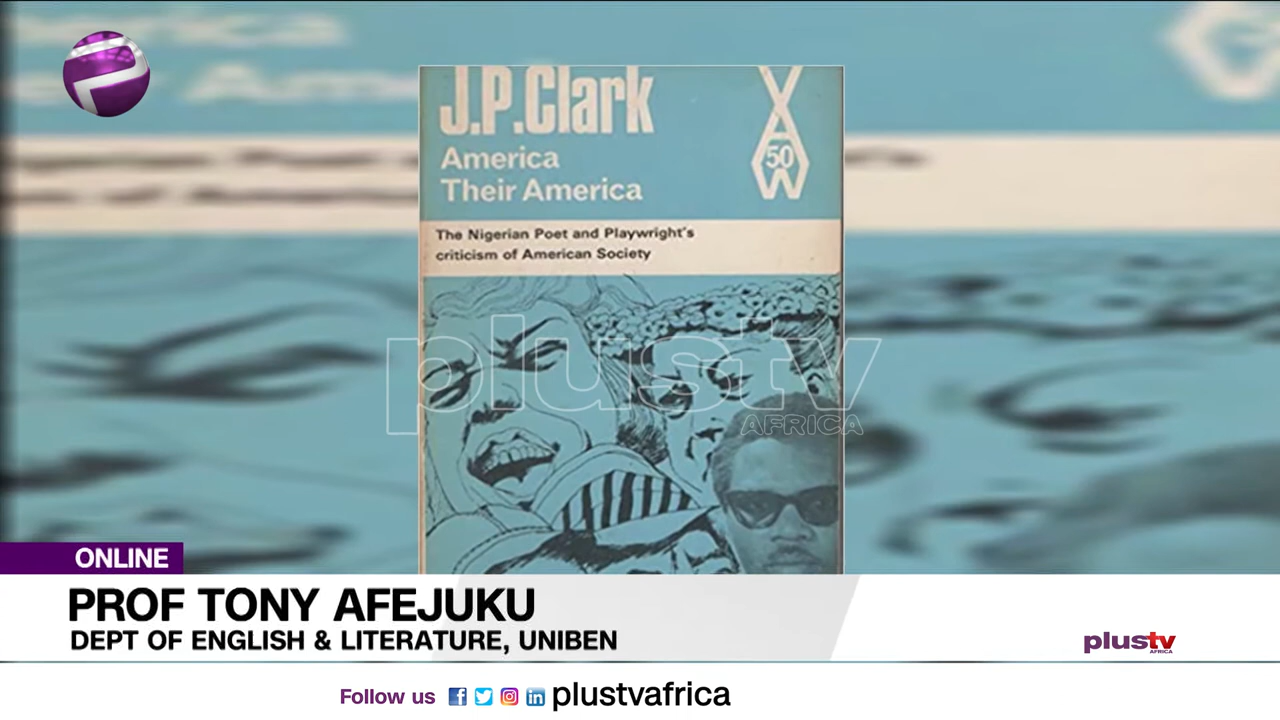 J.P.Clark
America
Their America
XA
50
W
The Nigerian Poet and Playwright's
criticism of American Society
plustv
AFRICA
ONLINE
PROF TONY AFEJUKU
DEPT OF ENGLISH & LITERATURE, UNIBEN
plustv
AFRICA
Follow us plustvafrica